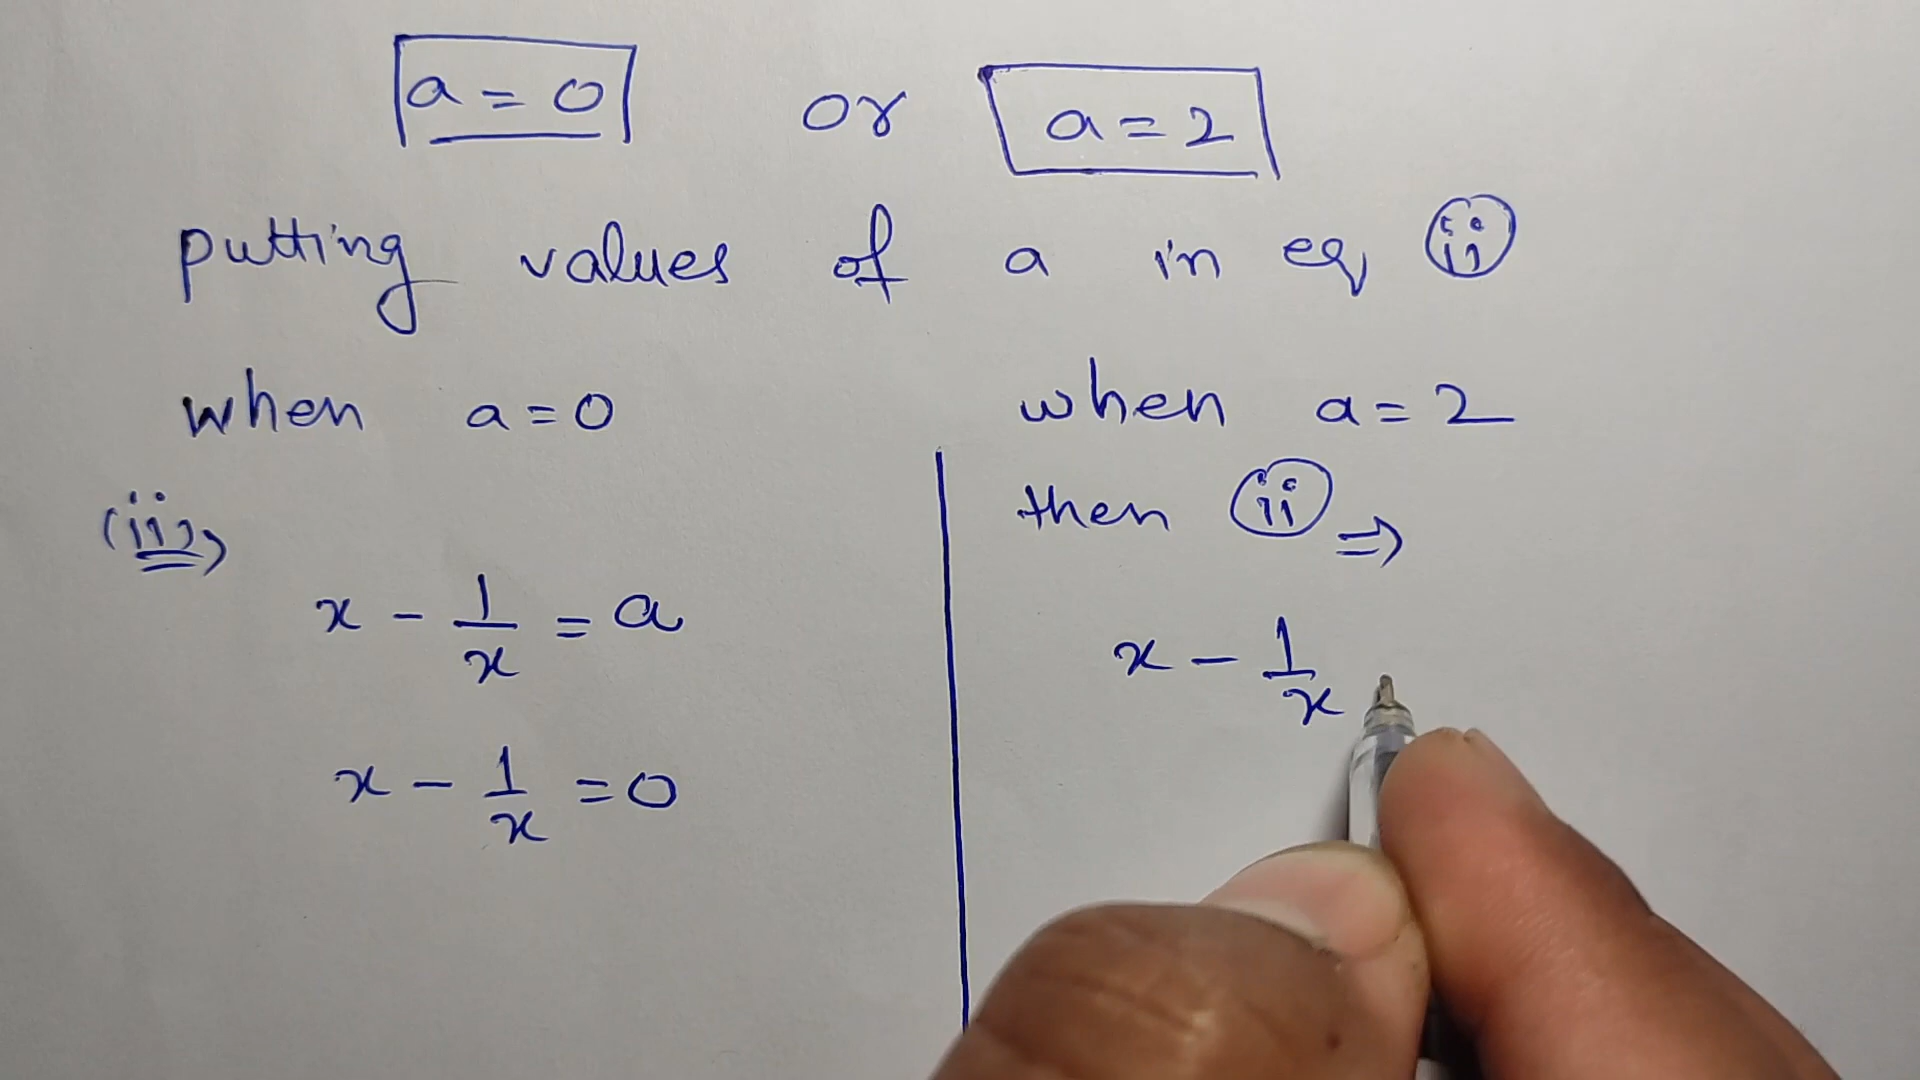 a = 0 or a = 2
putting values of a in eq (ii)
when a = 0
(ii)⇒
x - 1/x = a
x - 1/x = 0
when a = 2
then (ii) ⇒
x - 1/x